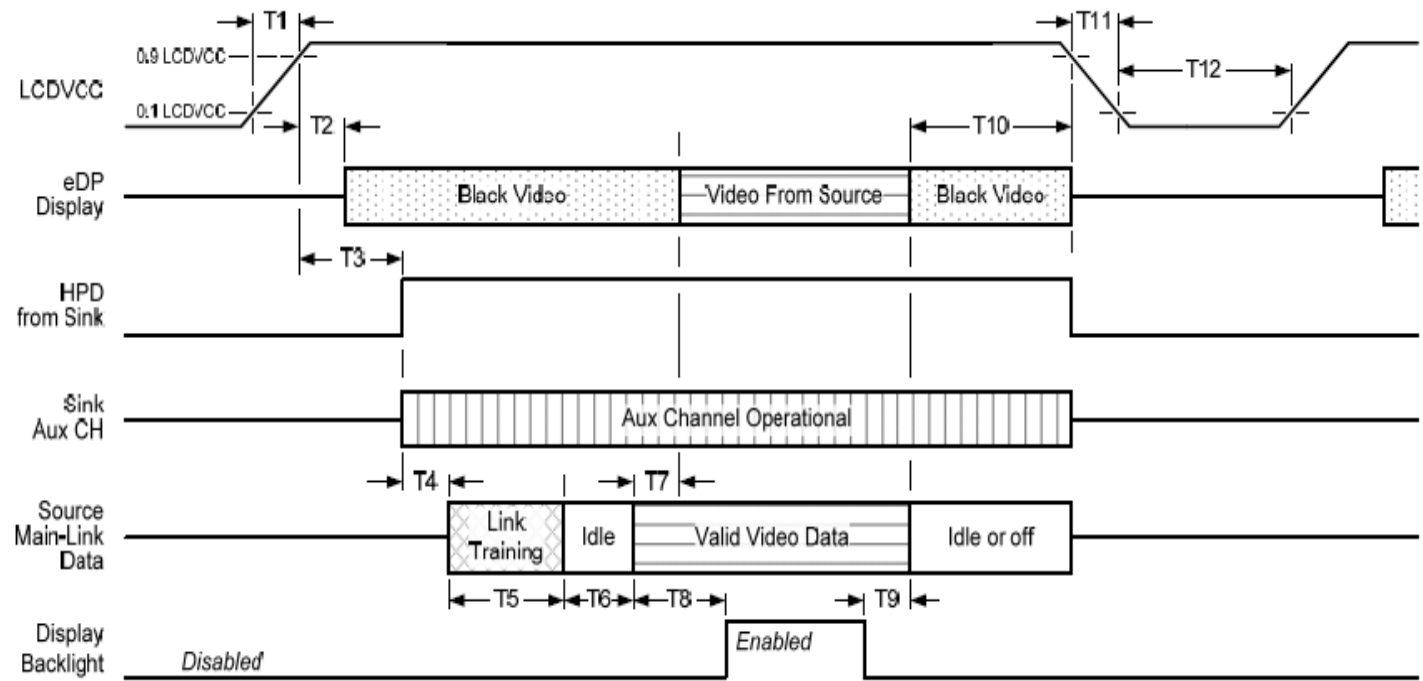 T1
T11
0.9 LCDVCC
T12
LCDVCC
0.1 LCDVCC
T2
T10
eDP
Display
Black Video
Video From Source
Black Video
T3
HPD
from Sink
Sink
Aux CH
Aux Channel Operational
T4
T7
Source
Main-Link
Data
Link
Training
Idle
Valid Video Data
Idle or off
T5
T6
T8
T9
Display
Backlight
Disabled
Enabled